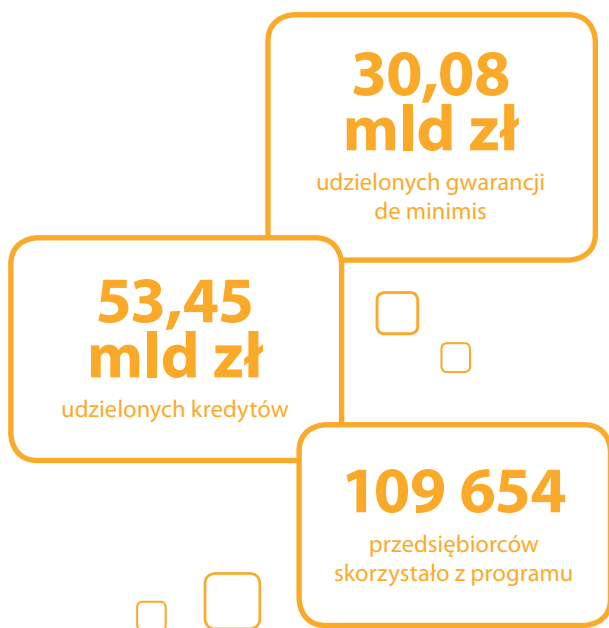 30,08
mld zł
udzielonych gwarancji
de minimis
53,45
mld zł
udzielonych kredytów
109 654
przedsiębiorców
skorzystało z programu